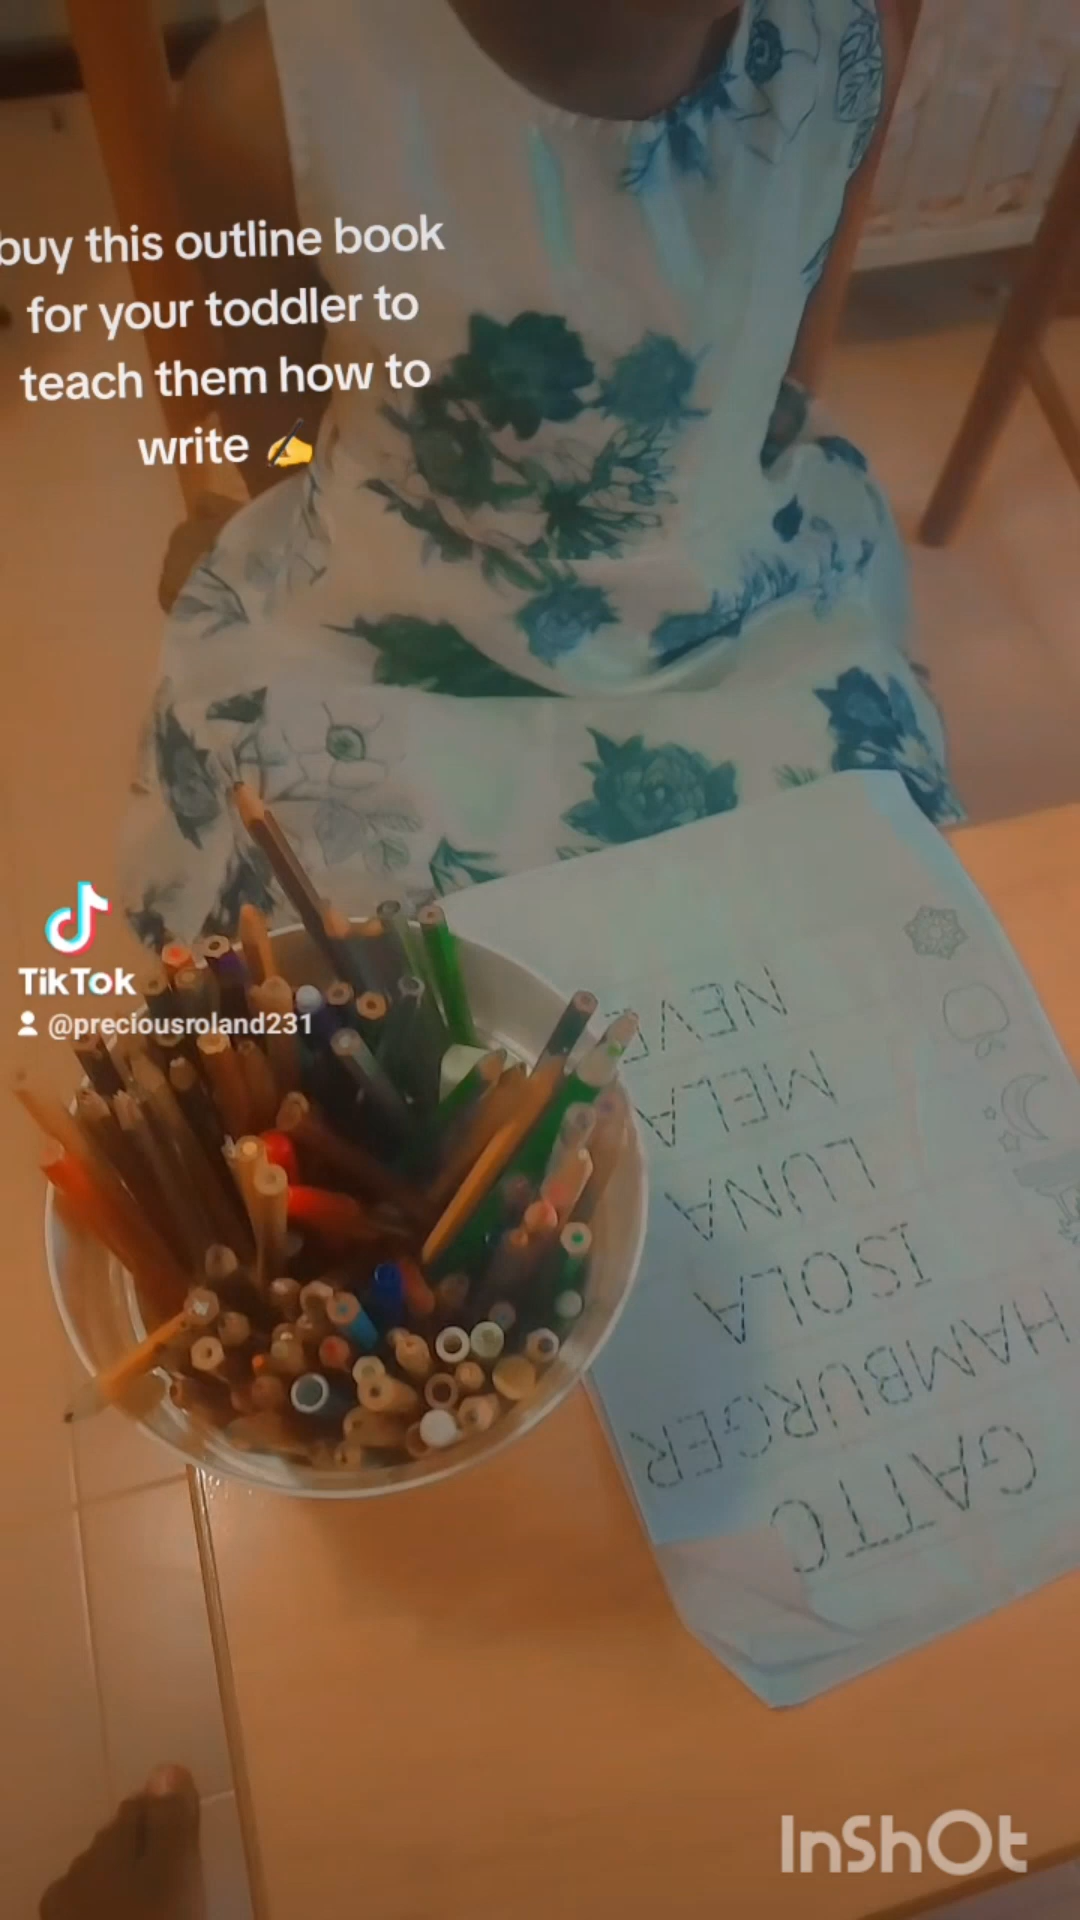 buy this outline book
for your toddler to
teach them how to
write ✍️
TikTok
@preciousroland231
GATTO
HAMBURGER
ISOLA
LUNA
MELA
NEVE
InShOt